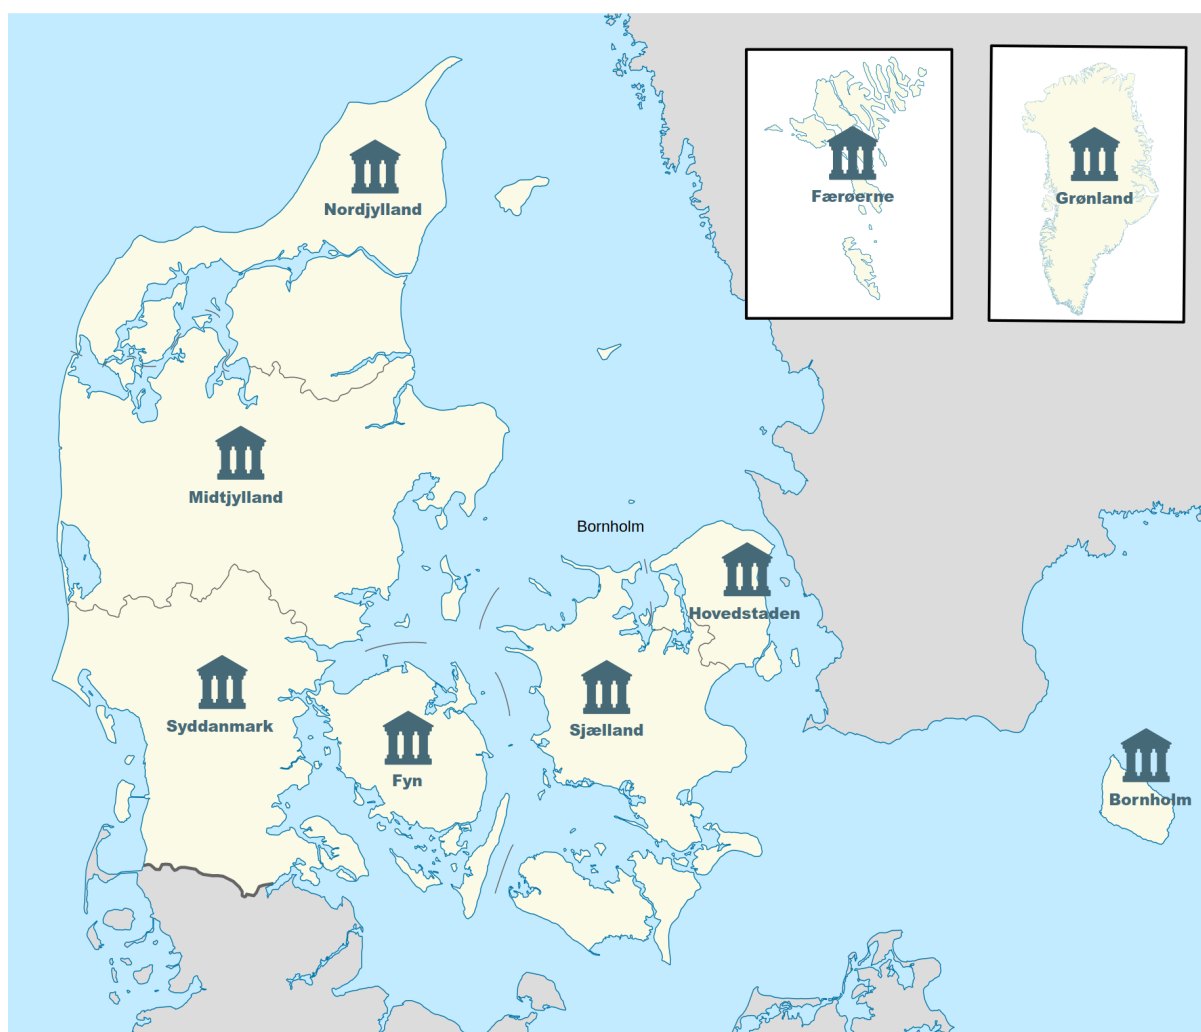 Færøerne
Grønland
Nordjylland
Midtjylland
Bornholm
Hovedstaden
Syddanmark
Sjælland
Fyn
Bornholm